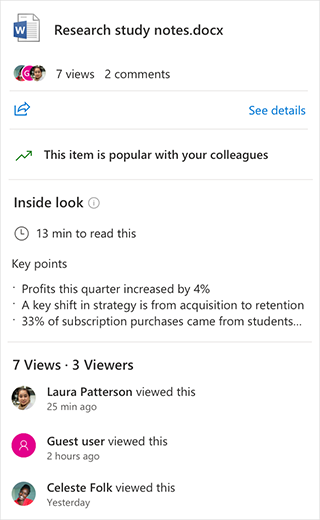 Research study notes.docx
7 views 2 comments
See details
This item is popular with your colleagues
Inside look
13 min to read this
Key points
· Profits this quarter increased by 4%
· A key shift in strategy is from acquisition to retention
· 33% of subscription purchases came from students...
7 Views · 3 Viewers
Laura Patterson viewed this
25 min ago
Guest user viewed this
2 hours ago
Celeste Folk viewed this
Yesterday